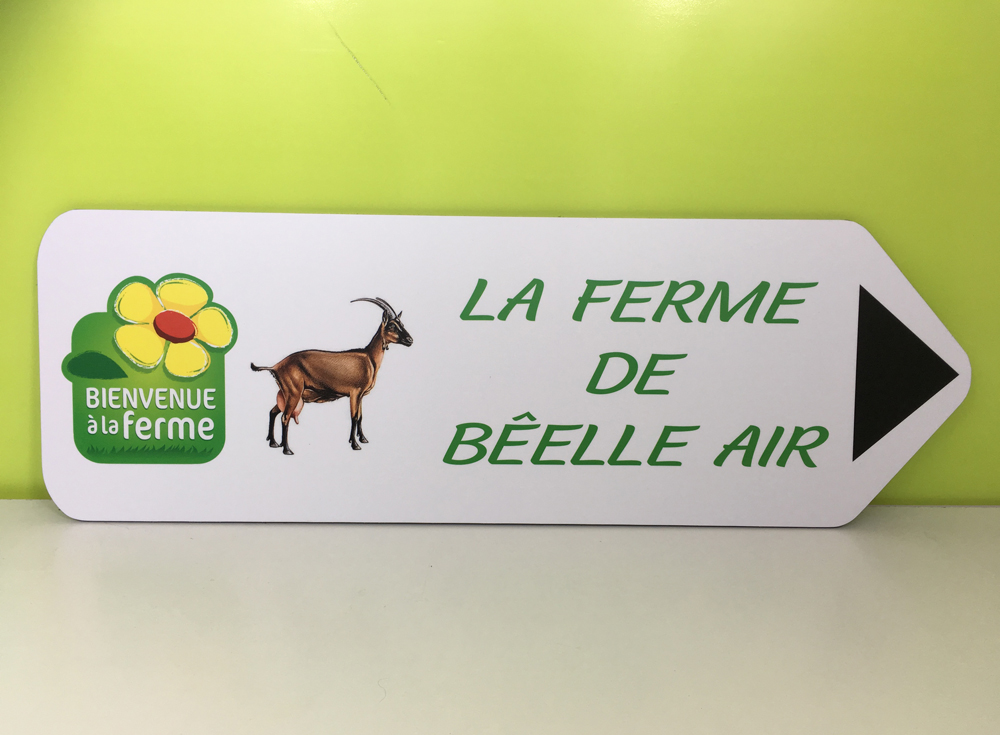 BIENVENUE
à la ferme
LA FERME
DE
BÊELLE AIR